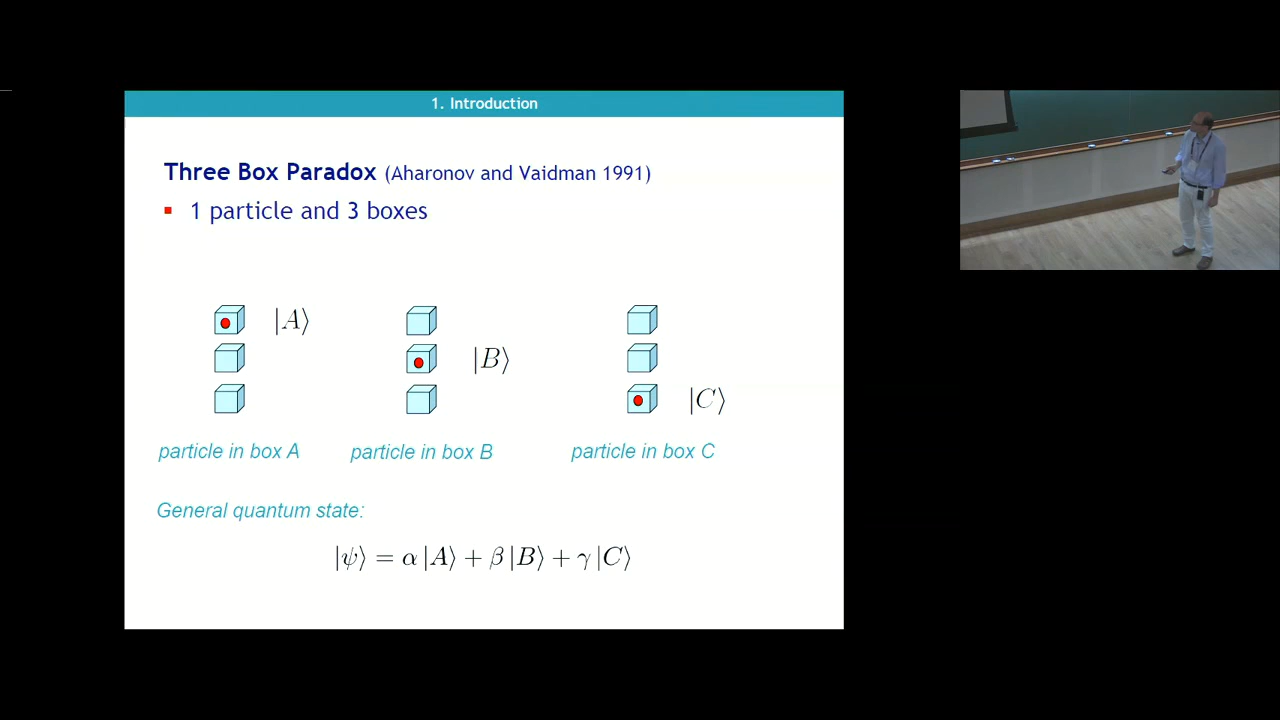 1. Introduction
Three Box Paradox (Aharonov and Vaidman 1991)
1 particle and 3 boxes
|A⟩
|B⟩
|C⟩
particle in box A
particle in box B
particle in box C
General quantum state:
|ψ⟩ = α|A⟩ + β|B⟩ + γ|C⟩